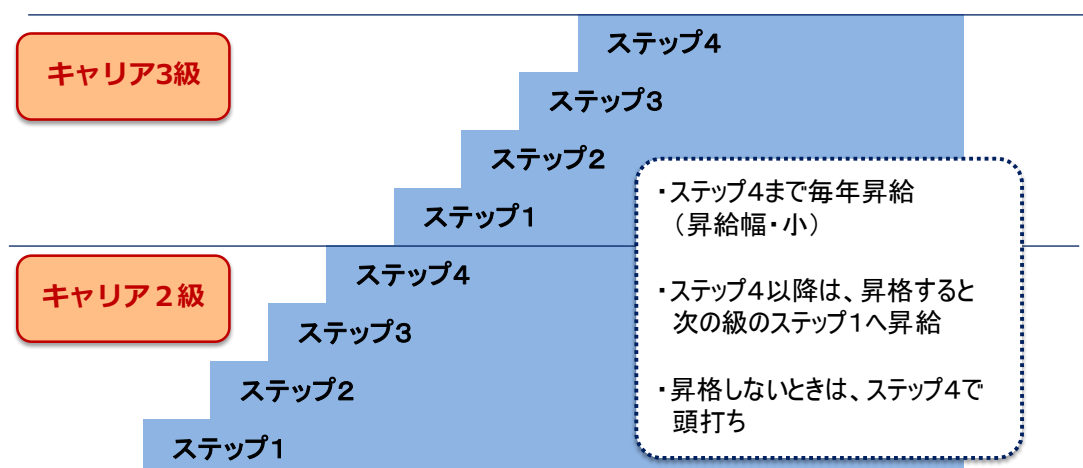 キャリア3級
ステップ4
ステップ3
ステップ2
ステップ1
キャリア２級
ステップ4
ステップ3
ステップ2
ステップ1
・ステップ4まで毎年昇給
（昇給幅・小）
・ステップ4以降は、昇格すると
次の級のステップ1へ昇給
・昇格しないときは、ステップ4で
頭打ち